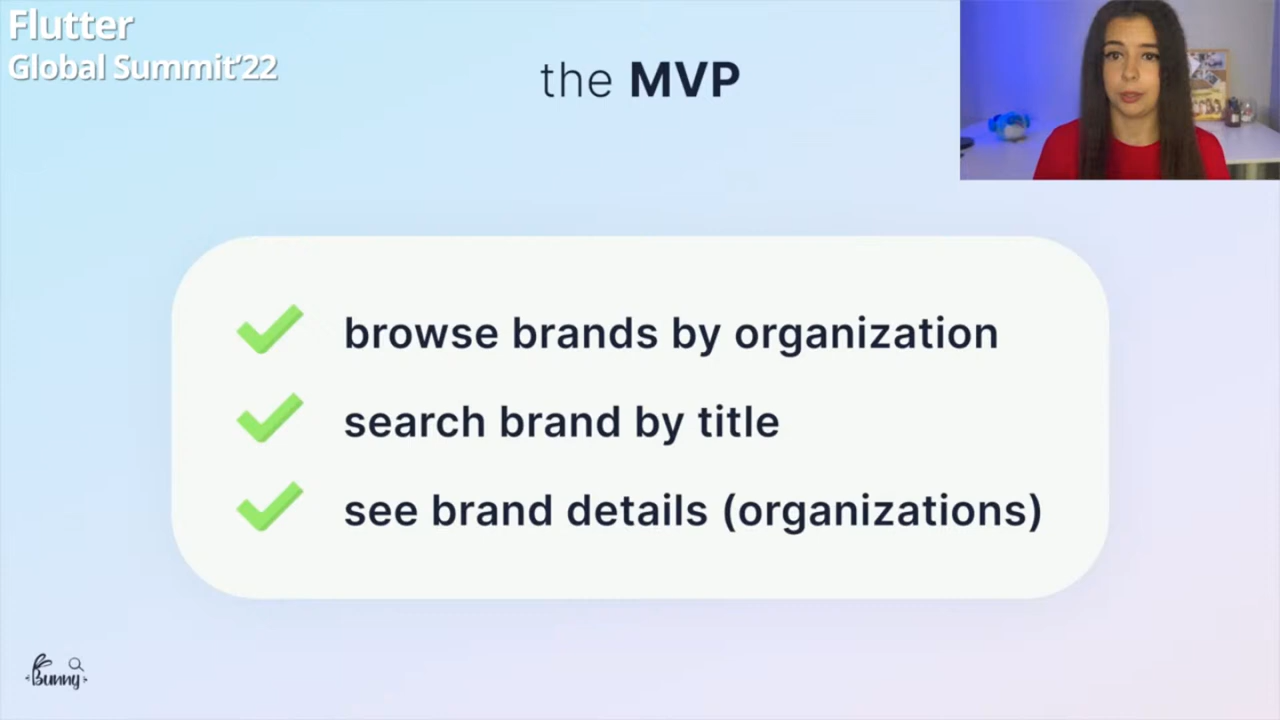 Flutter
Global Summit'22
the MVP
browse brands by organization
search brand by title
see brand details (organizations)
Bunny